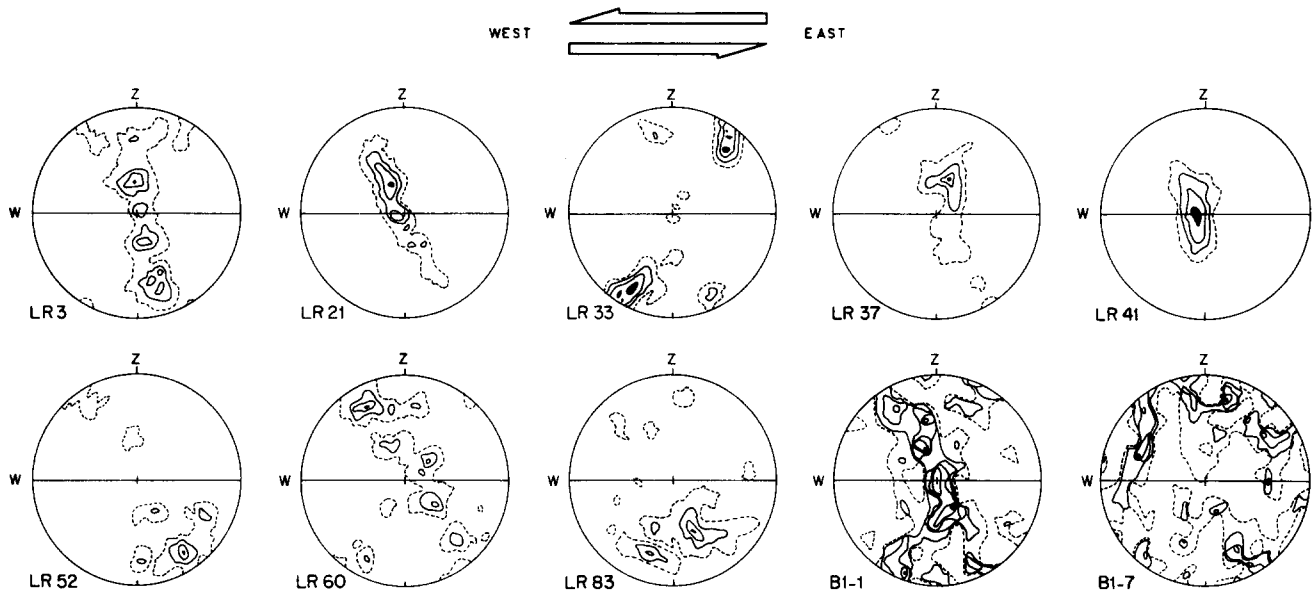 WEST EAST
Z Z Z Z Z
W W W W W
LR 3 LR 21 LR 33 LR 37 LR 41
Z Z Z Z Z
W W W W W
LR 52 LR 60 LR 83 B1-1 B1-7